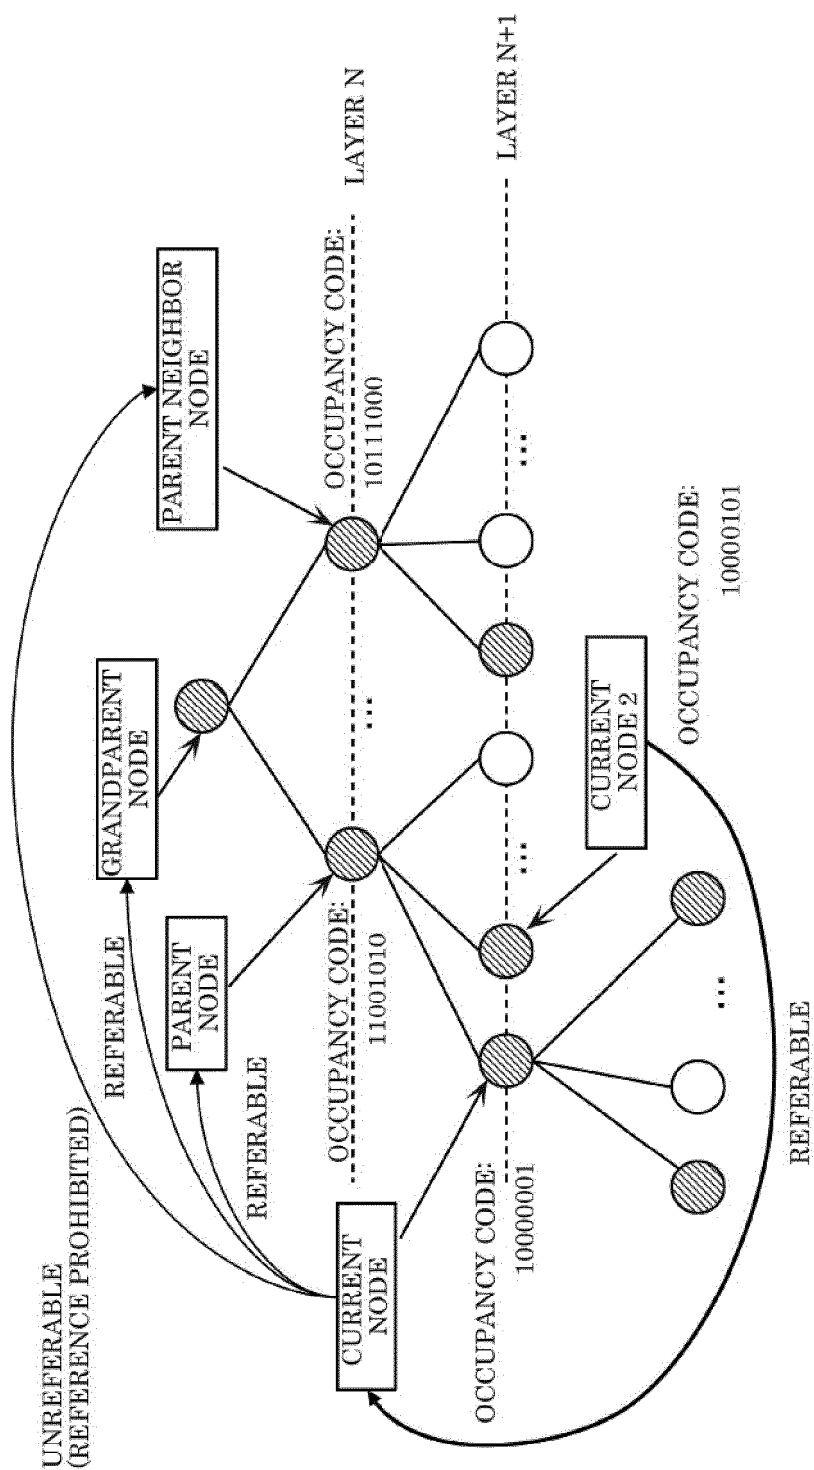 UNREFERABLE
(REFERENCE PROHIBITED)
REFERABLE
GRANDPARENT
NODE
PARENT NEIGHBOR
NODE
REFERABLE
PARENT
NODE
CURRENT
NODE
OCCUPANCY CODE:
11001010
...
OCCUPANCY CODE:
10111000
LAYER N
OCCUPANCY CODE:
10000001
...
...
LAYER N+1
CURRENT
NODE 2
OCCUPANCY CODE:
10000101
...
REFERABLE